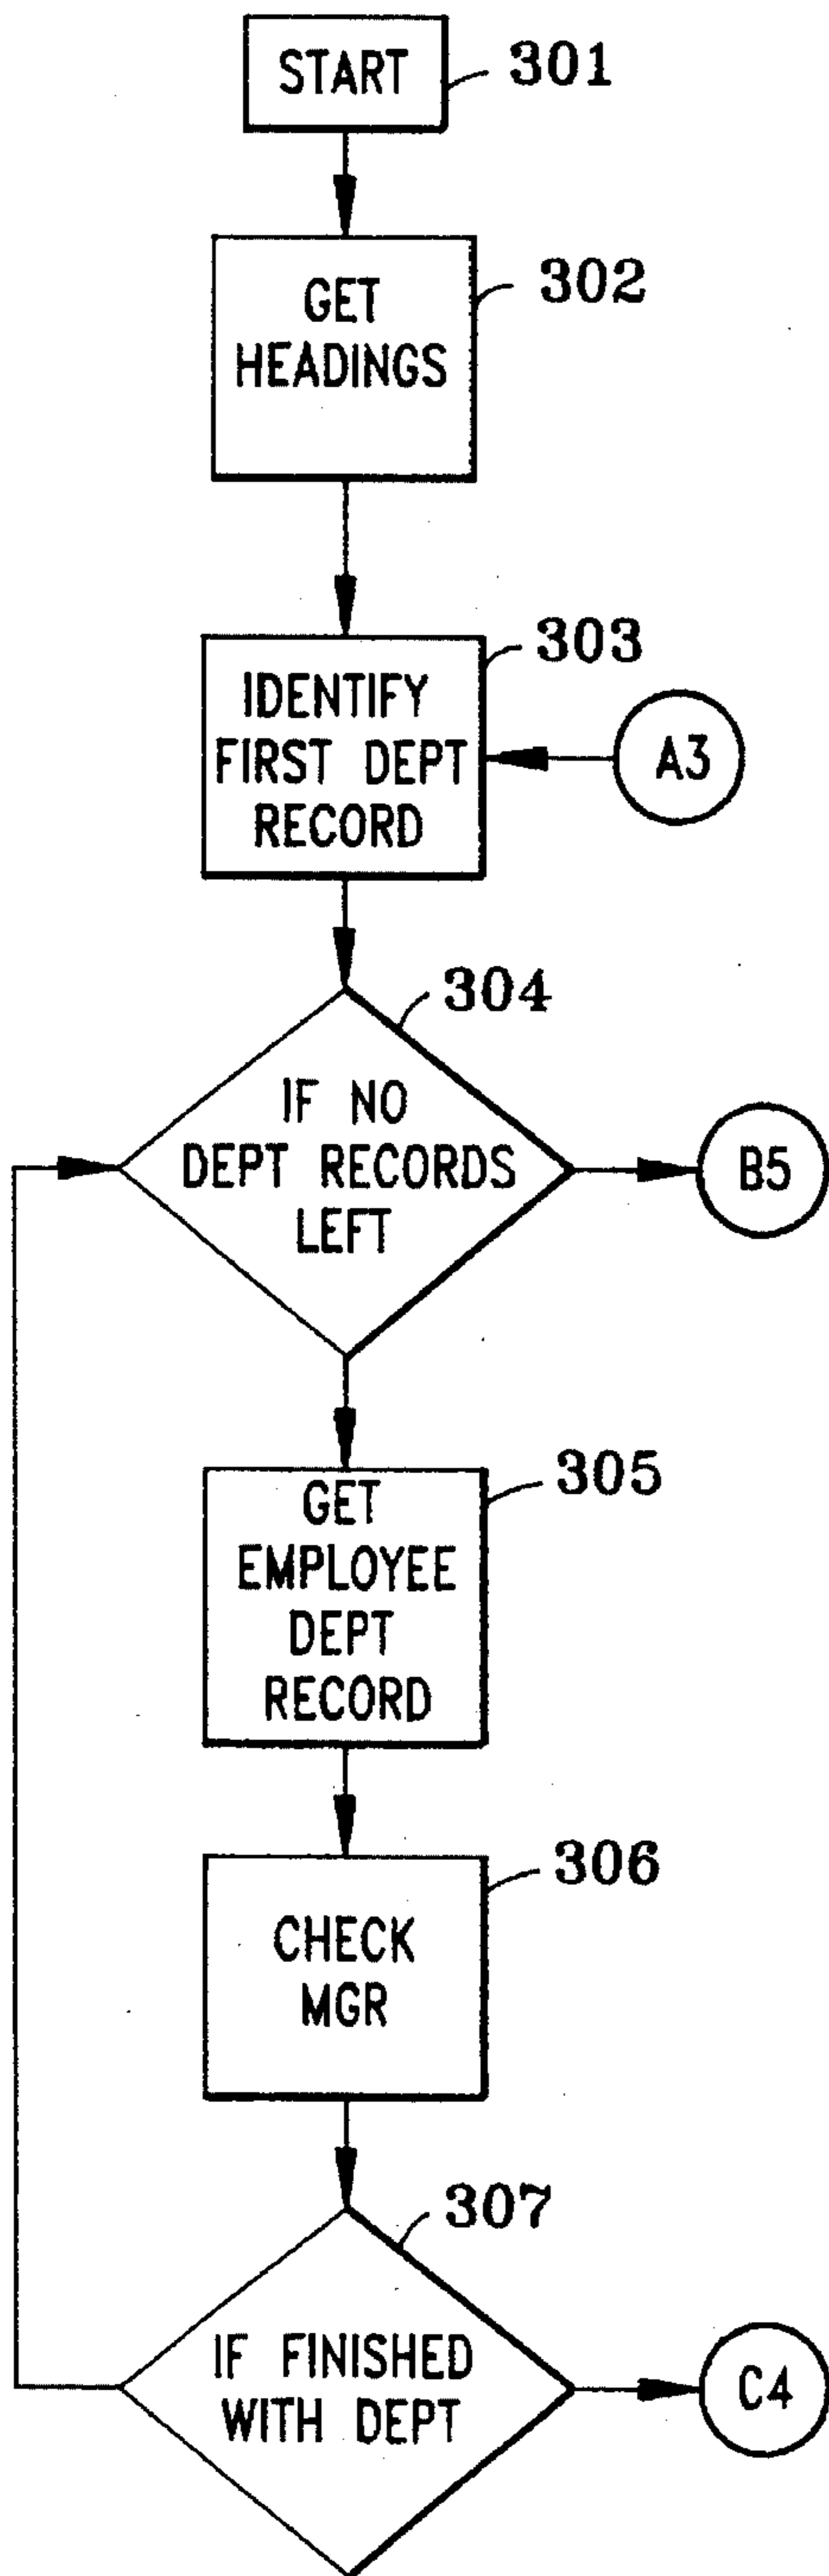 START
301
GET
HEADINGS
302
303
IDENTIFY
FIRST DEPT
RECORD
A3
304
IF NO
DEPT RECORDS
LEFT
B5
305
GET
EMPLOYEE
DEPT
RECORD
306
CHECK
MGR
307
IF FINISHED
WITH DEPT
C4